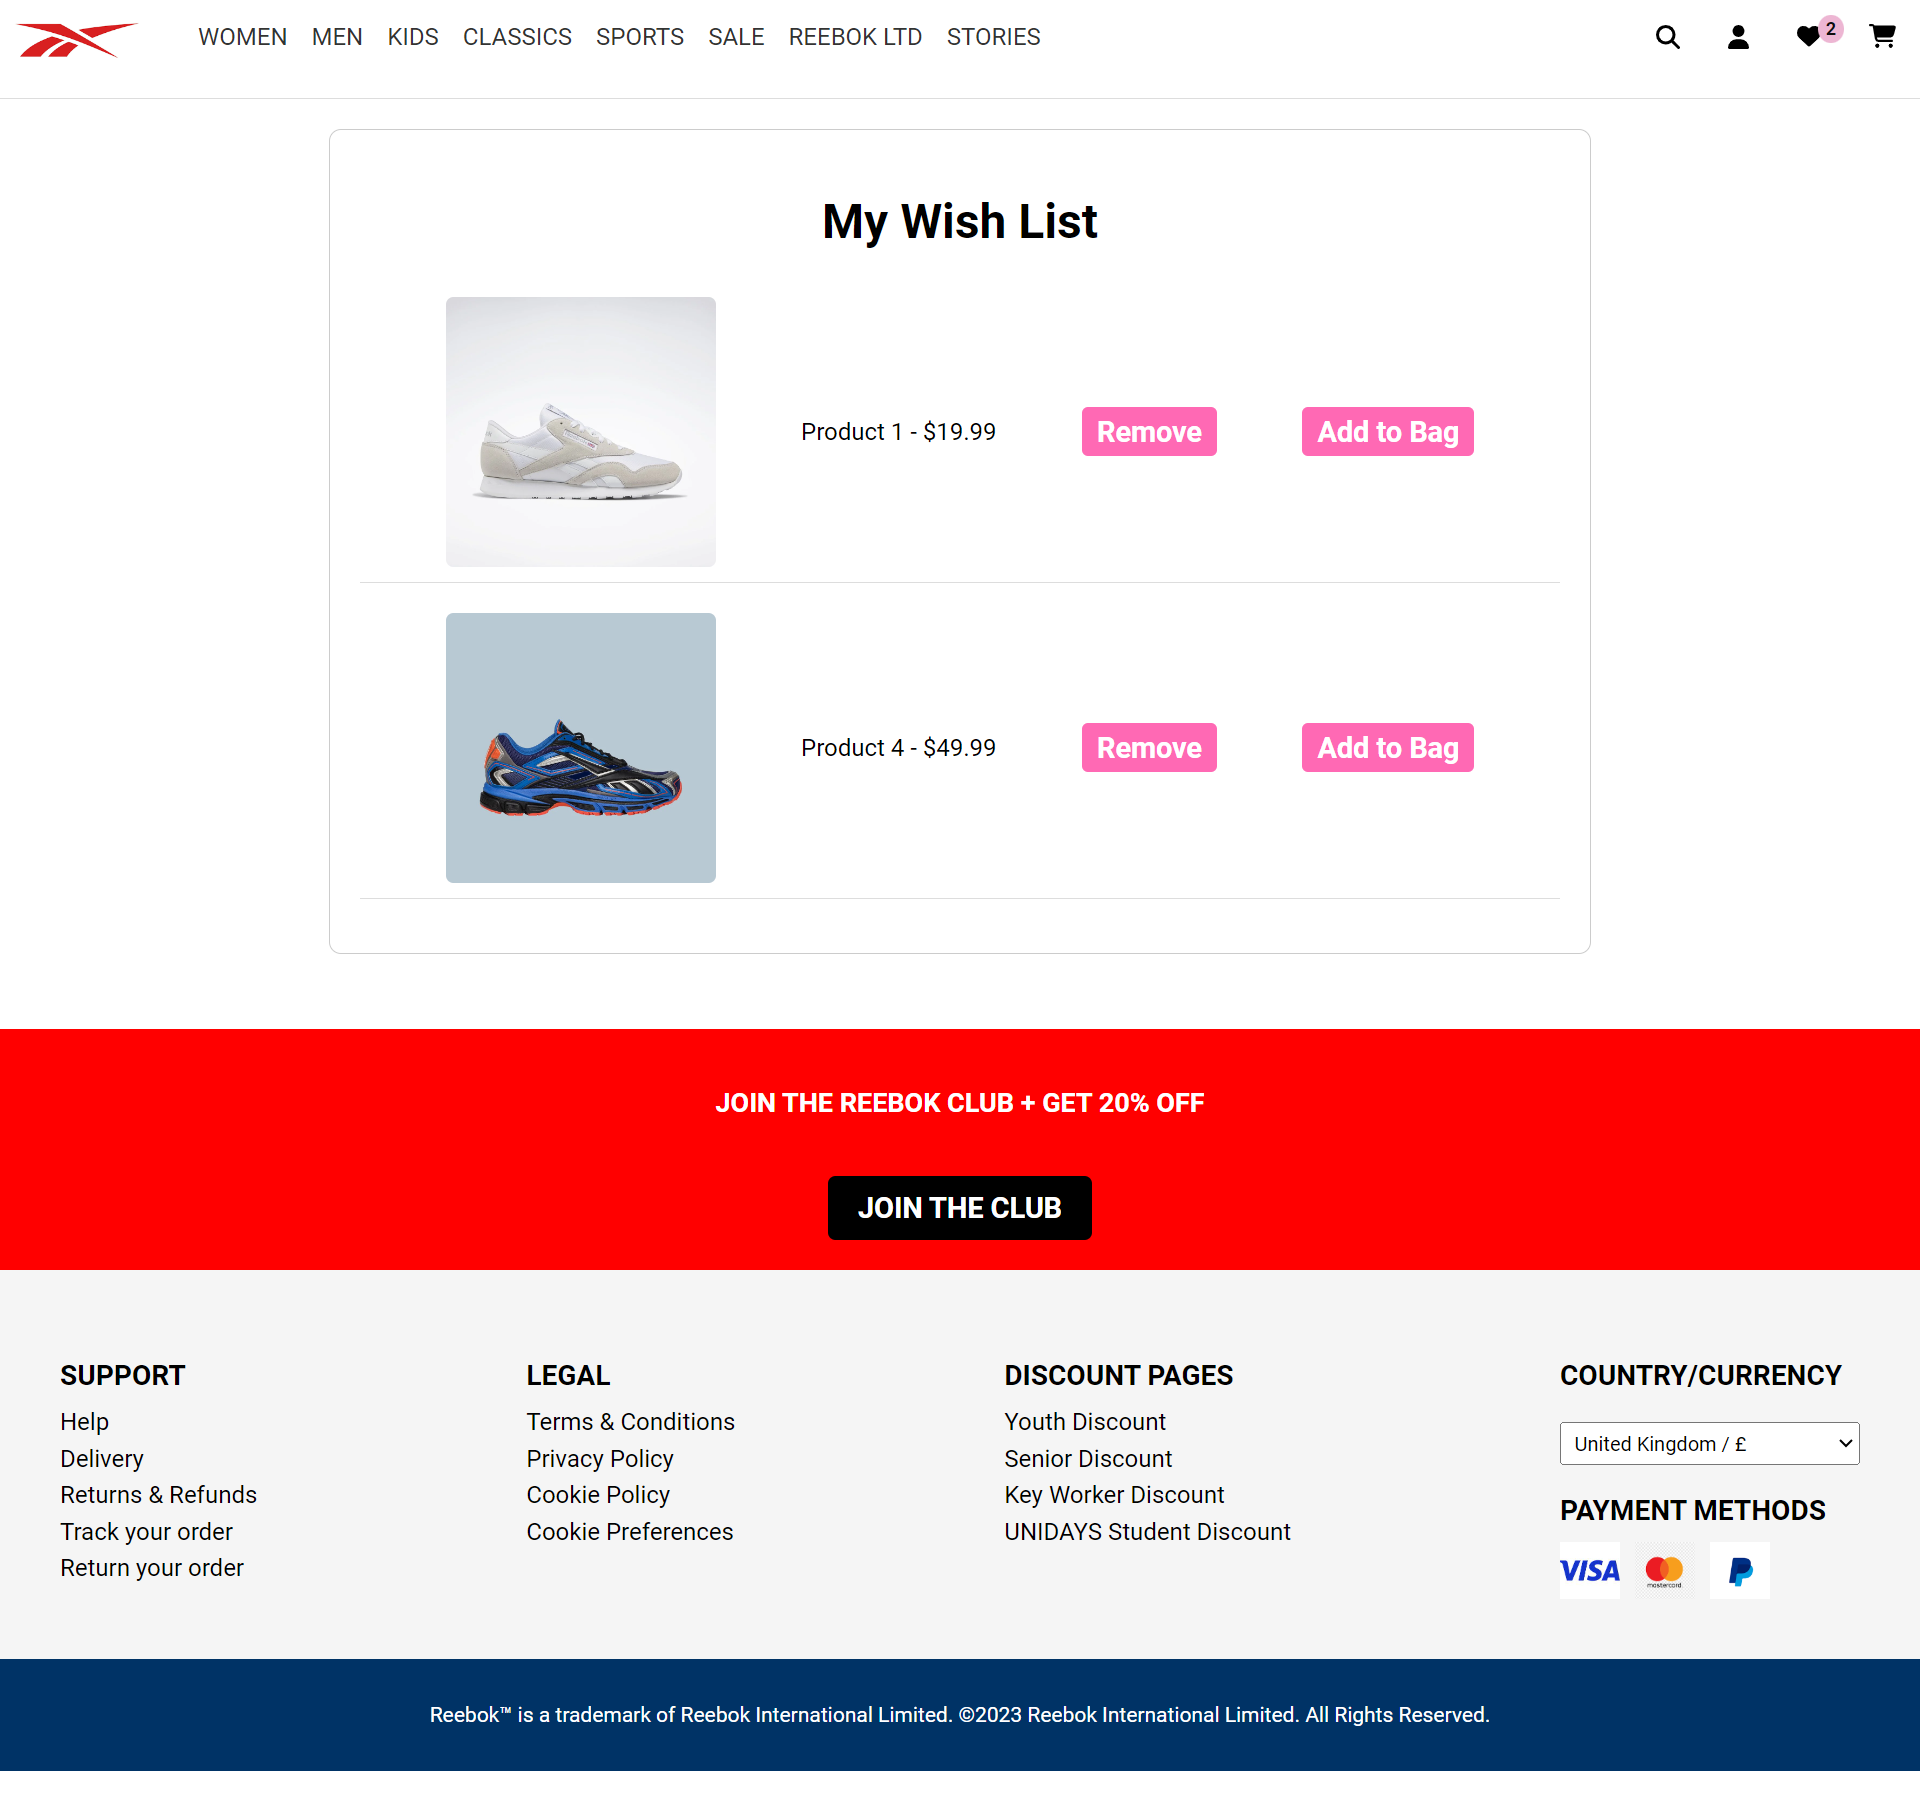 WOMEN MEN KIDS CLASSICS SPORTS SALE REEBOK LTD STORIES
2
My Wish List
Product 1 - $19.99 Remove Add to Bag
Product 4 - $49.99 Remove Add to Bag
JOIN THE REEBOK CLUB + GET 20% OFF
JOIN THE CLUB
SUPPORT
Help
Delivery
Returns & Refunds
Track your order
Return your order
LEGAL
Terms & Conditions
Privacy Policy
Cookie Policy
Cookie Preferences
DISCOUNT PAGES
Youth Discount
Senior Discount
Key Worker Discount
UNIDAYS Student Discount
COUNTRY/CURRENCY
United Kingdom / £
PAYMENT METHODS
VISA mastercard
Reebok™ is a trademark of Reebok International Limited. ©2023 Reebok International Limited. All Rights Reserved.